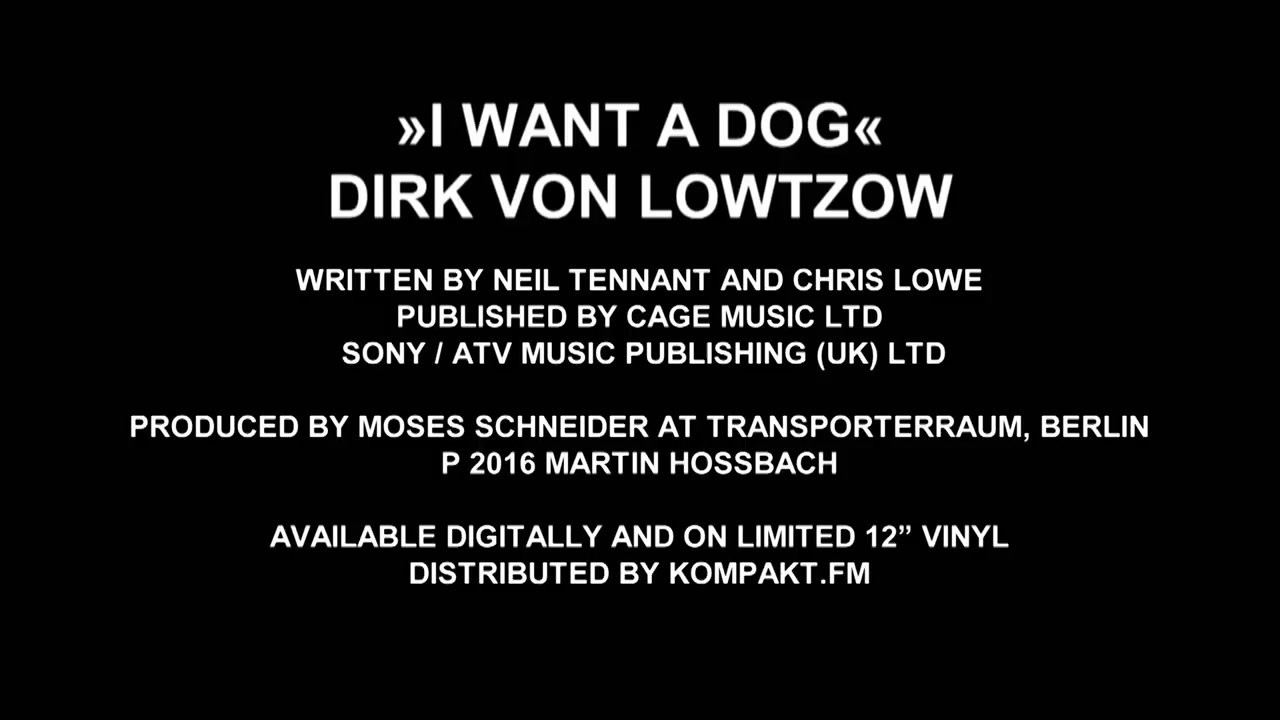 »I WANT A DOG«
DIRK VON LOWTZOW
WRITTEN BY NEIL TENNANT AND CHRIS LOWE
PUBLISHED BY CAGE MUSIC LTD
SONY / ATV MUSIC PUBLISHING (UK) LTD
PRODUCED BY MOSES SCHNEIDER AT TRANSPORTERRAUM, BERLIN
P 2016 MARTIN HOSSBACH
AVAILABLE DIGITALLY AND ON LIMITED 12” VINYL
DISTRIBUTED BY KOMPAKT.FM